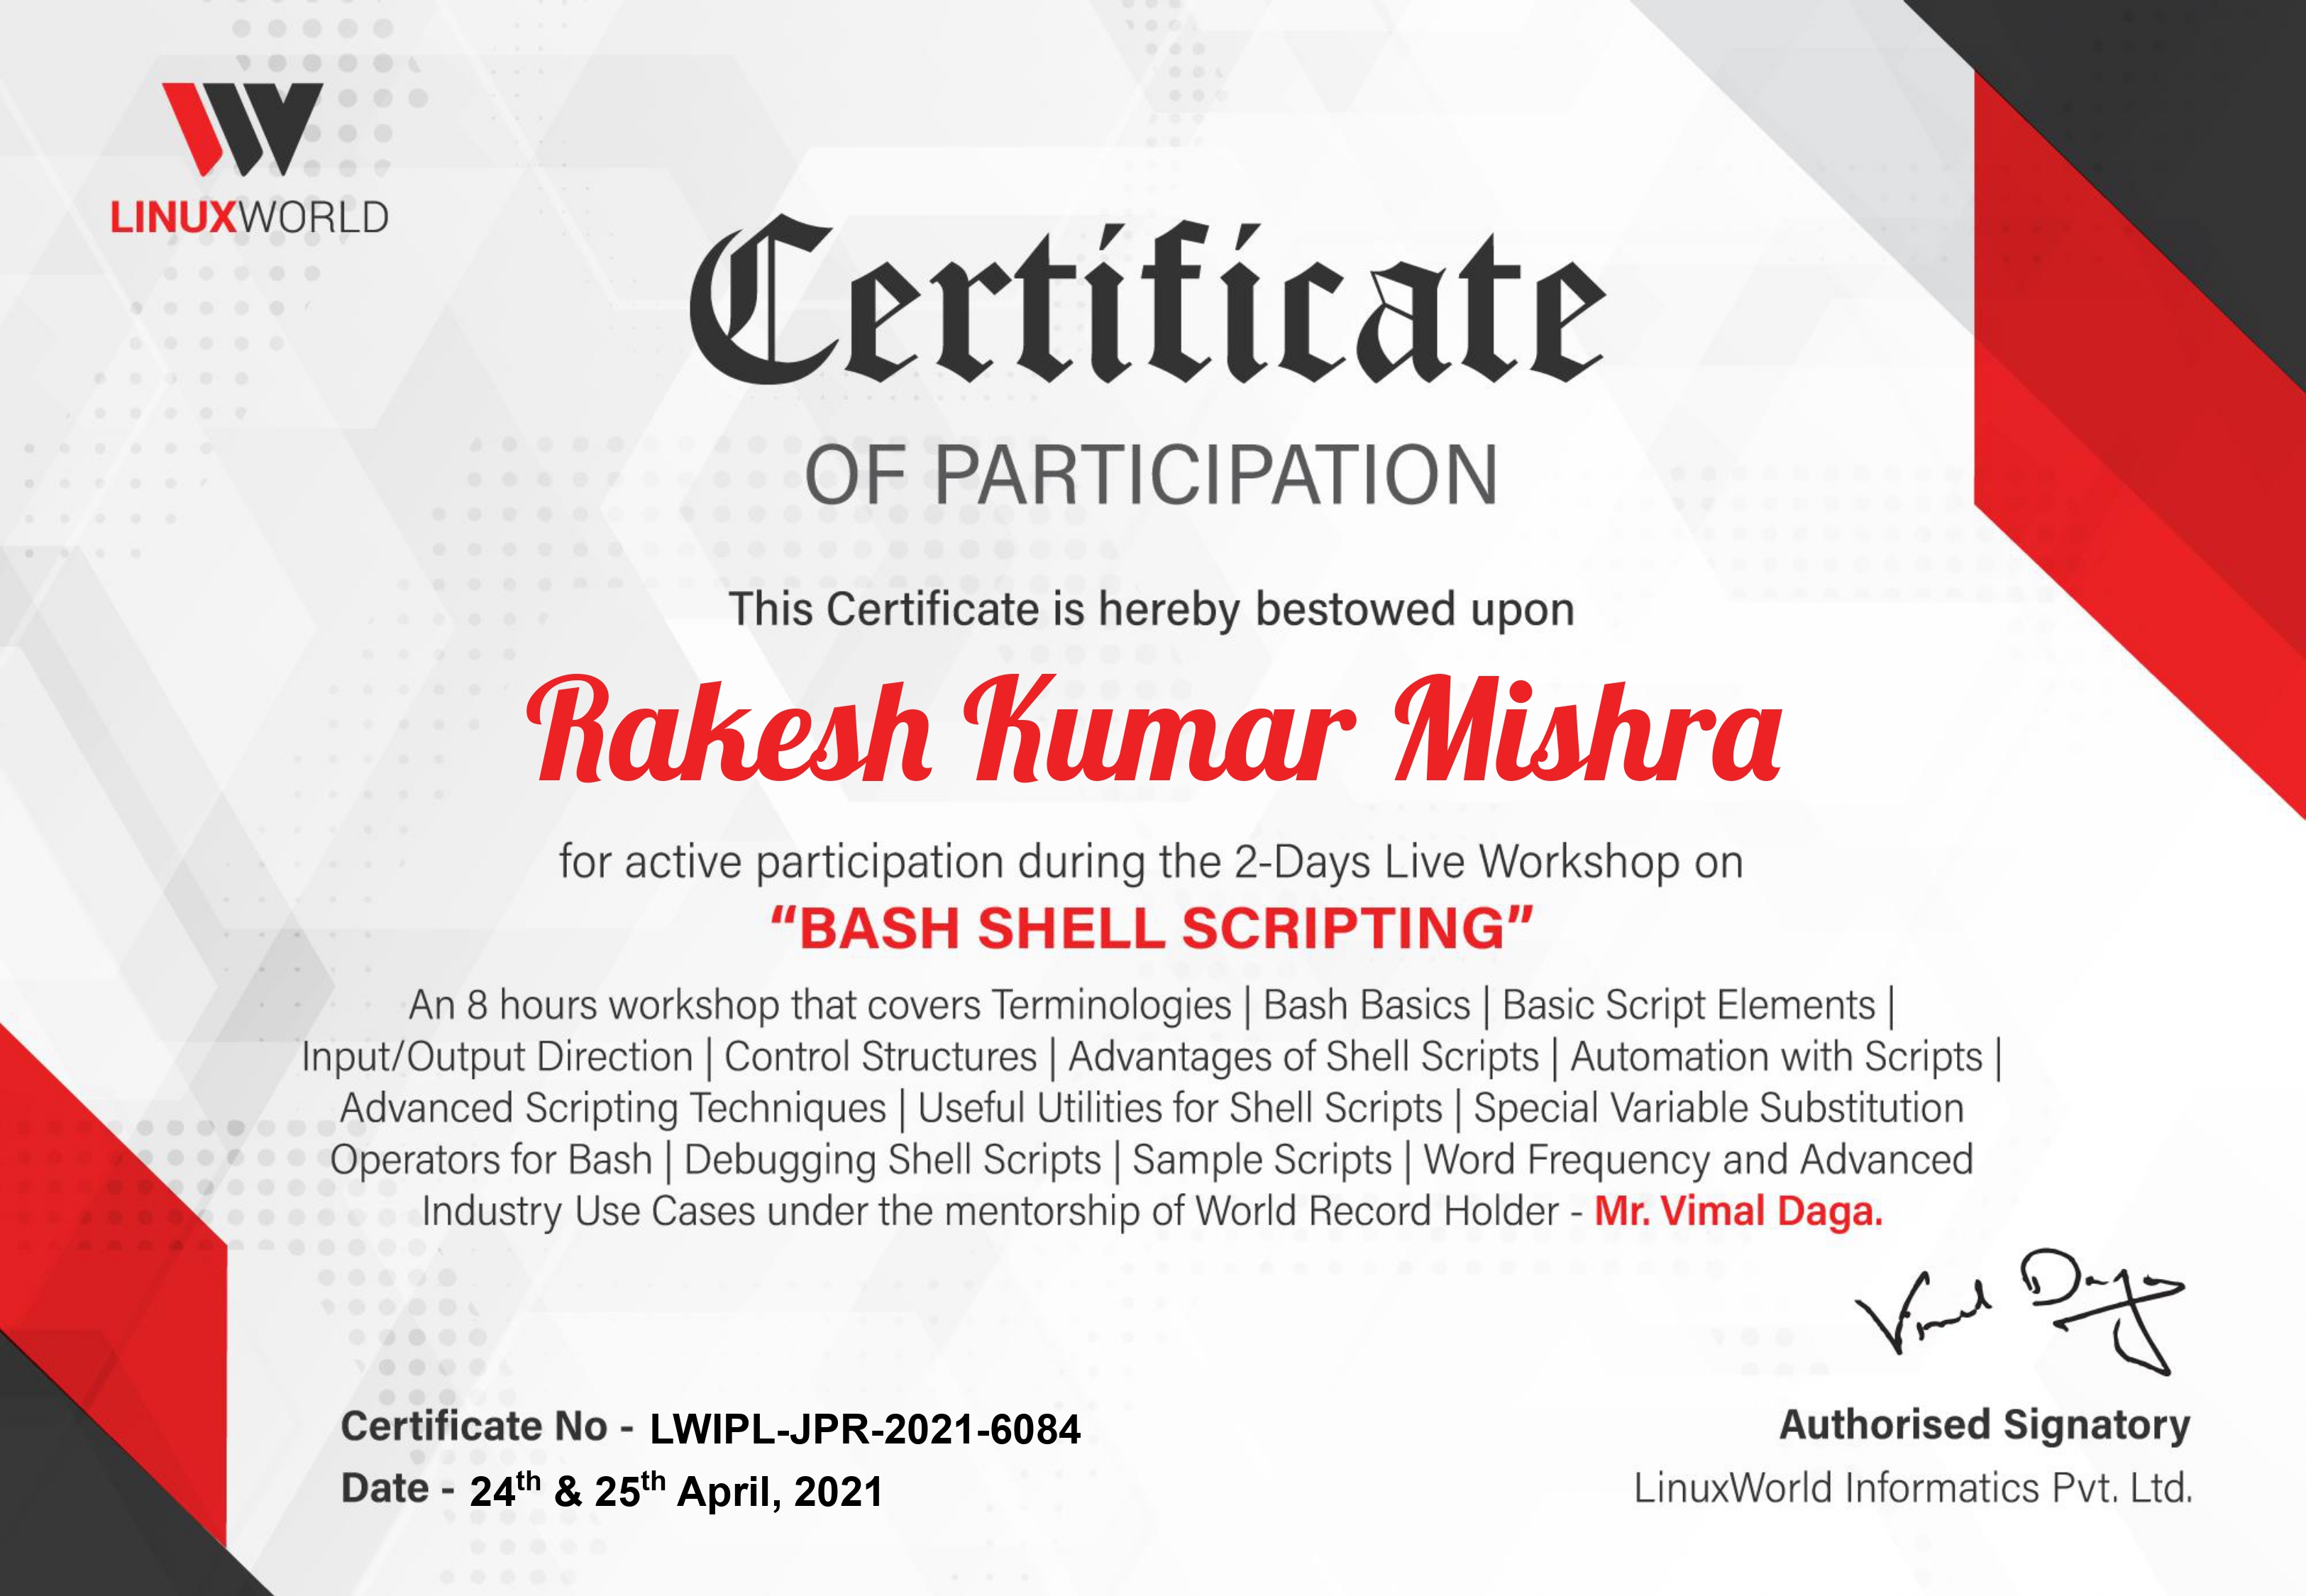 LINUXWORLD
Certificate
OF PARTICIPATION
This Certificate is hereby bestowed upon
Rakesh Kumar Mishra
for active participation during the 2-Days Live Workshop on
“BASH SHELL SCRIPTING”
An 8 hours workshop that covers Terminologies | Bash Basics | Basic Script Elements |
Input/Output Direction | Control Structures | Advantages of Shell Scripts | Automation with Scripts |
Advanced Scripting Techniques | Useful Utilities for Shell Scripts | Special Variable Substitution
Operators for Bash | Debugging Shell Scripts | Sample Scripts | Word Frequency and Advanced
Industry Use Cases under the mentorship of World Record Holder - Mr. Vimal Daga.
Vimal Daga
Certificate No - LWIPL-JPR-2021-6084
Date - 24th & 25th April, 2021
Authorised Signatory
LinuxWorld Informatics Pvt. Ltd.